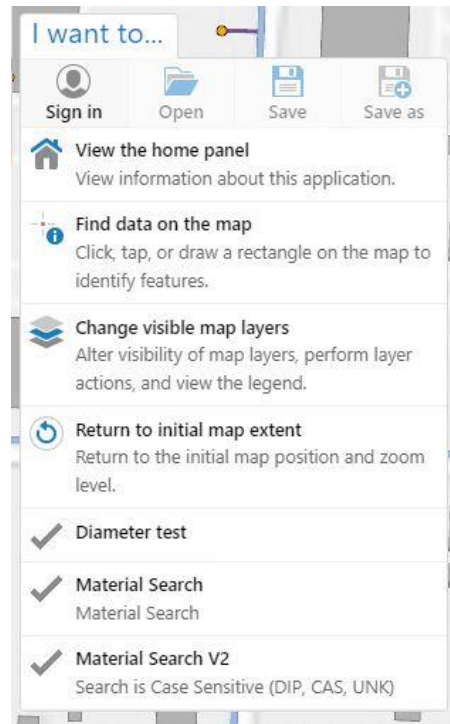 I want to...
Sign in Open Save Save as
View the home panel
View information about this application.
Find data on the map
Click, tap, or draw a rectangle on the map to
identify features.
Change visible map layers
Alter visibility of map layers, perform layer
actions, and view the legend.
Return to initial map extent
Return to the initial map position and zoom
level.
Diameter test
Material Search
Material Search
Material Search V2
Search is Case Sensitive (DIP, CAS, UNK)